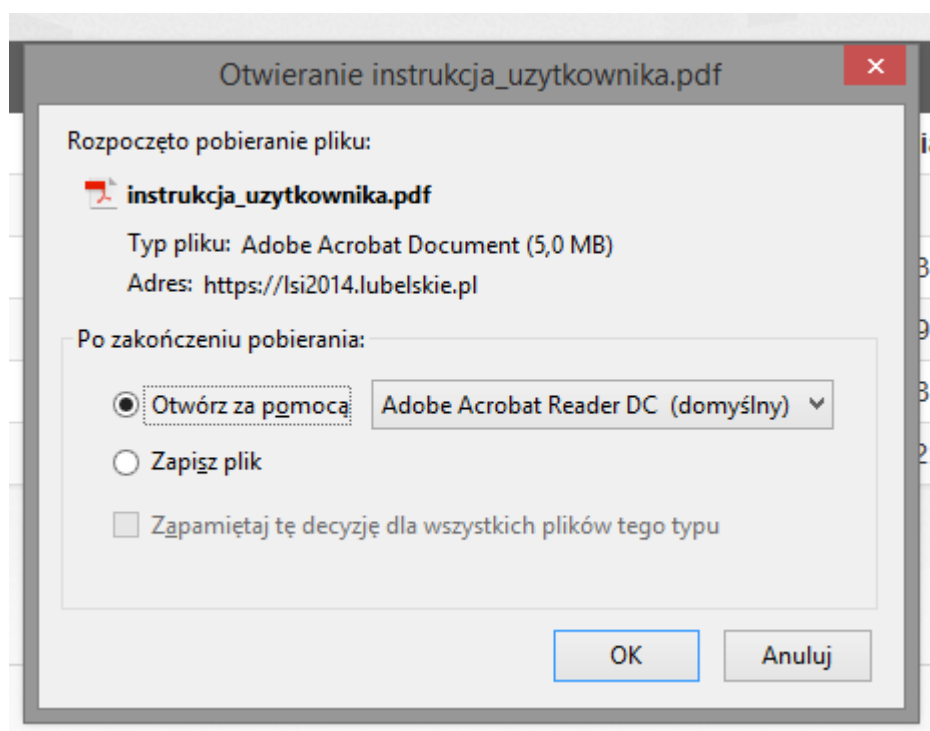 Otwieranie instrukcja_uzytkownika.pdf
Rozpoczęto pobieranie pliku:
instrukcja_uzytkownika.pdf
Typ pliku: Adobe Acrobat Document (5,0 MB)
Adres: https://lsi2014.lubelskie.pl
Po zakończeniu pobierania:
Otwórz za pomocą Adobe Acrobat Reader DC (domyślny)
Zapisz plik
Zapamiętaj tę decyzję dla wszystkich plików tego typu
OK Anuluj